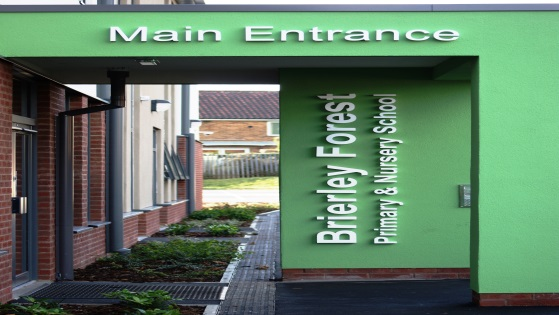 Main Entrance
Brierley Forest
Primary & Nursery School